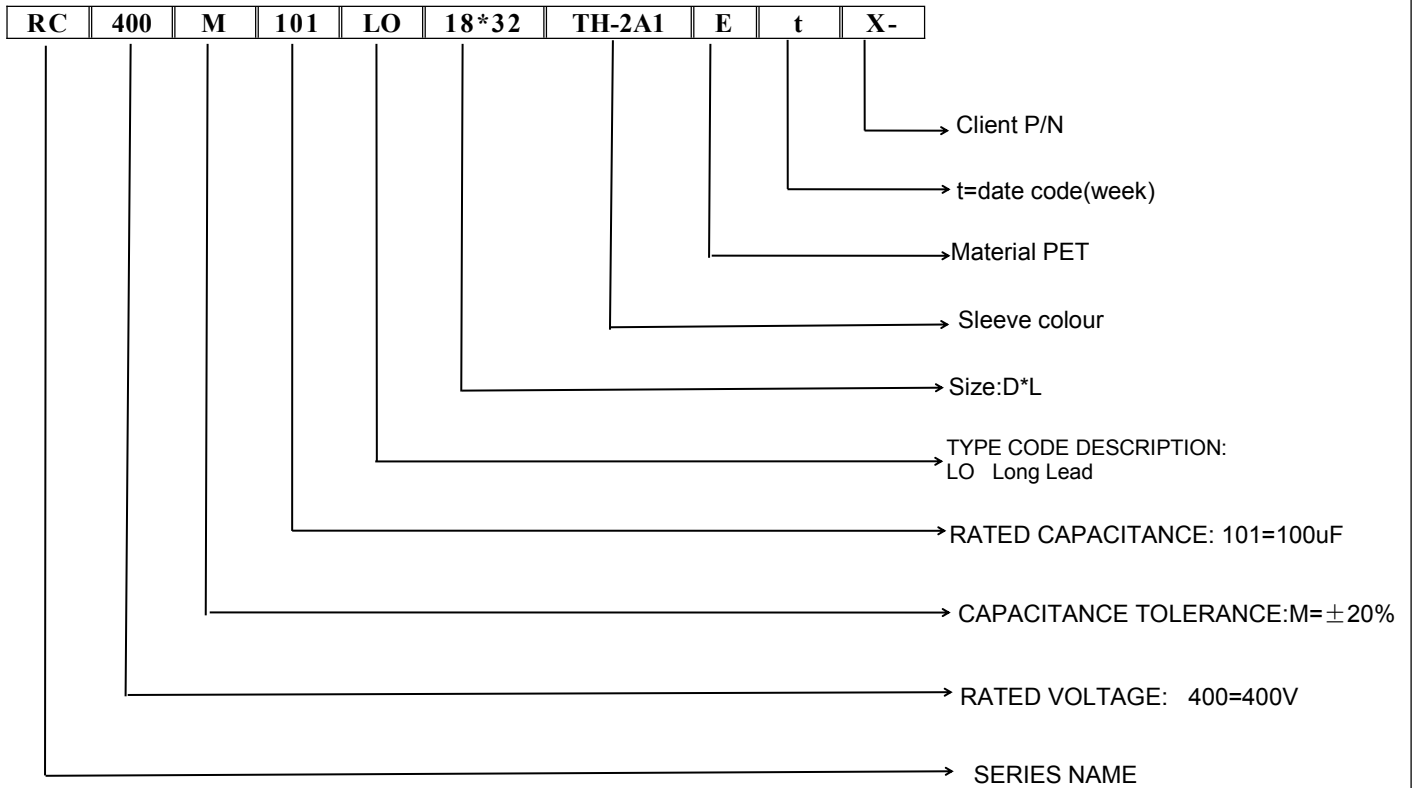 RC 400 M 101 LO 18*32 TH-2A1 E t X-
Client P/N
t=date code(week)
Material PET
Sleeve colour
Size:D*L
TYPE CODE DESCRIPTION:
LO Long Lead
RATED CAPACITANCE: 101=100uF
CAPACITANCE TOLERANCE:M=±20%
RATED VOLTAGE: 400=400V
SERIES NAME